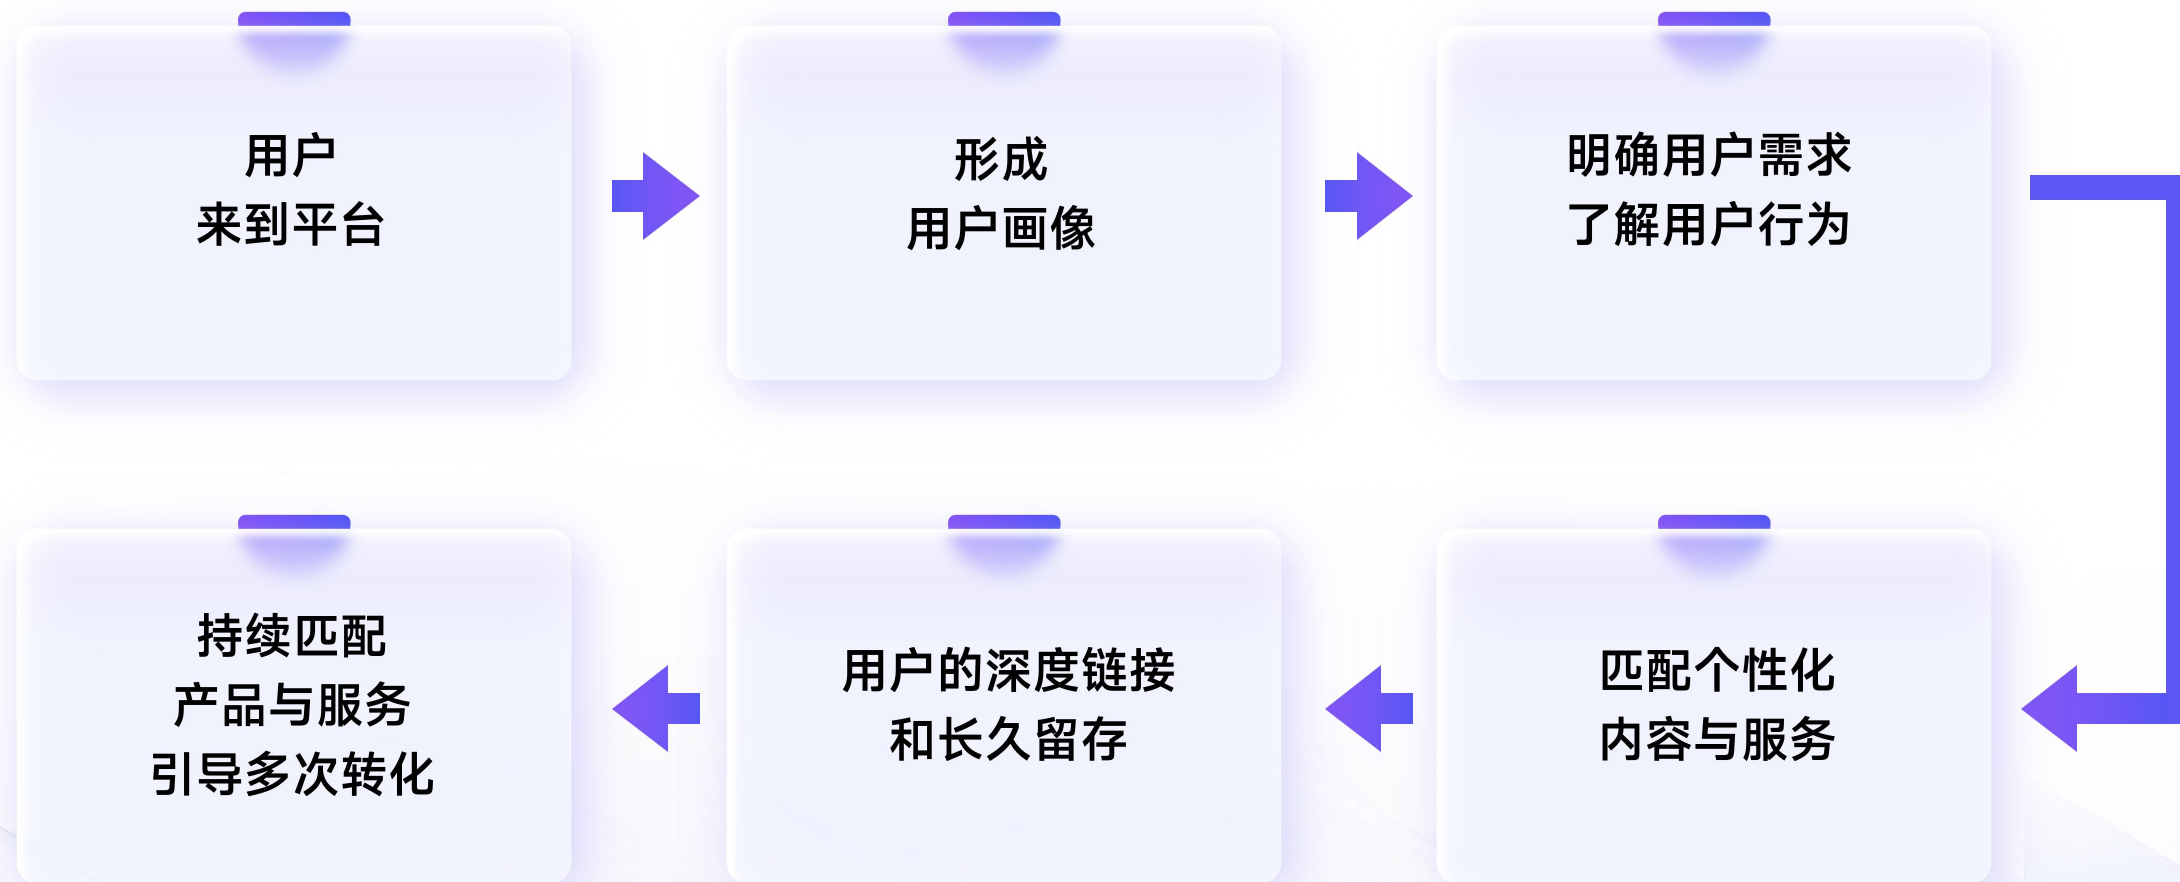 用户
来到平台
形成
用户画像
明确用户需求
了解用户行为
匹配个性化
内容与服务
用户的深度链接
和长久留存
持续匹配
产品与服务
引导多次转化